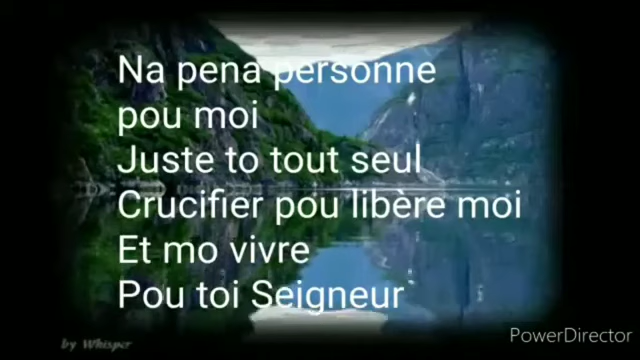 Na pena personne
pou moi
Juste to tout seul
Crucifier pou libère moi
Et mo vivre
Pou toi Seigneur`
by Whisper
PowerDirector